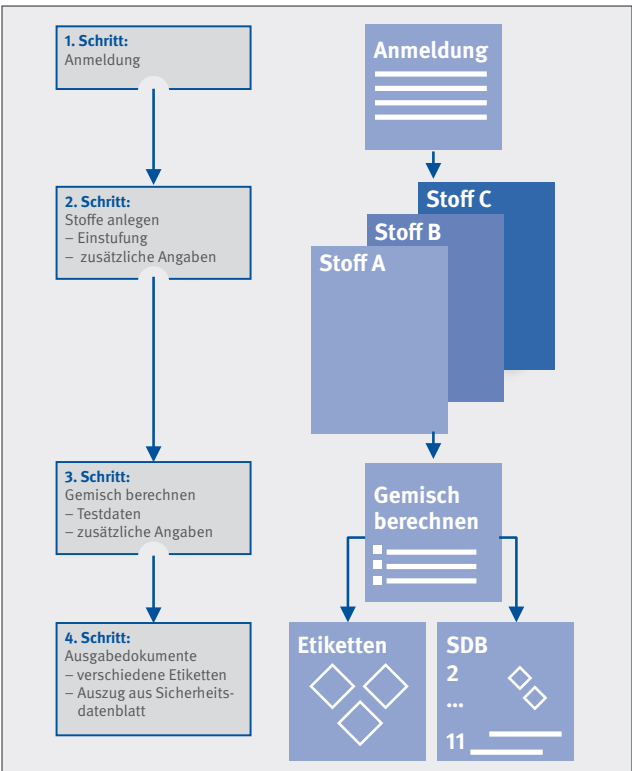 1. Schritt:
Anmeldung
2. Schritt:
Stoffe anlegen
– Einstufung
– zusätzliche Angaben
3. Schritt:
Gemisch berechnen
– Testdaten
– zusätzliche Angaben
4. Schritt:
Ausgabedokumente
– verschiedene Etiketten
– Auszug aus Sicherheits-
datenblatt
Anmeldung
Stoff C
Stoff B
Stoff A
Gemisch
berechnen
Etiketten
SDB
2
...
11